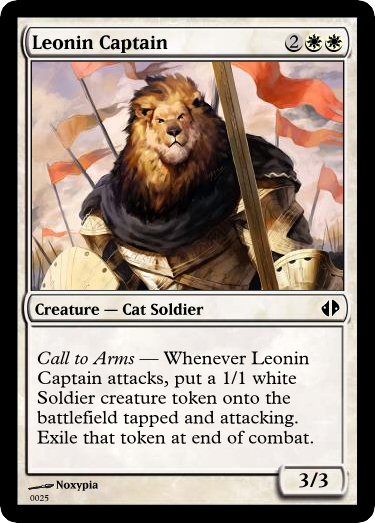 Leonin Captain 2
Creature — Cat Soldier
Call to Arms — Whenever Leonin
Captain attacks, put a 1/1 white
Soldier creature token onto the
battlefield tapped and attacking.
Exile that token at end of combat.
Noxypia
3/3
0025